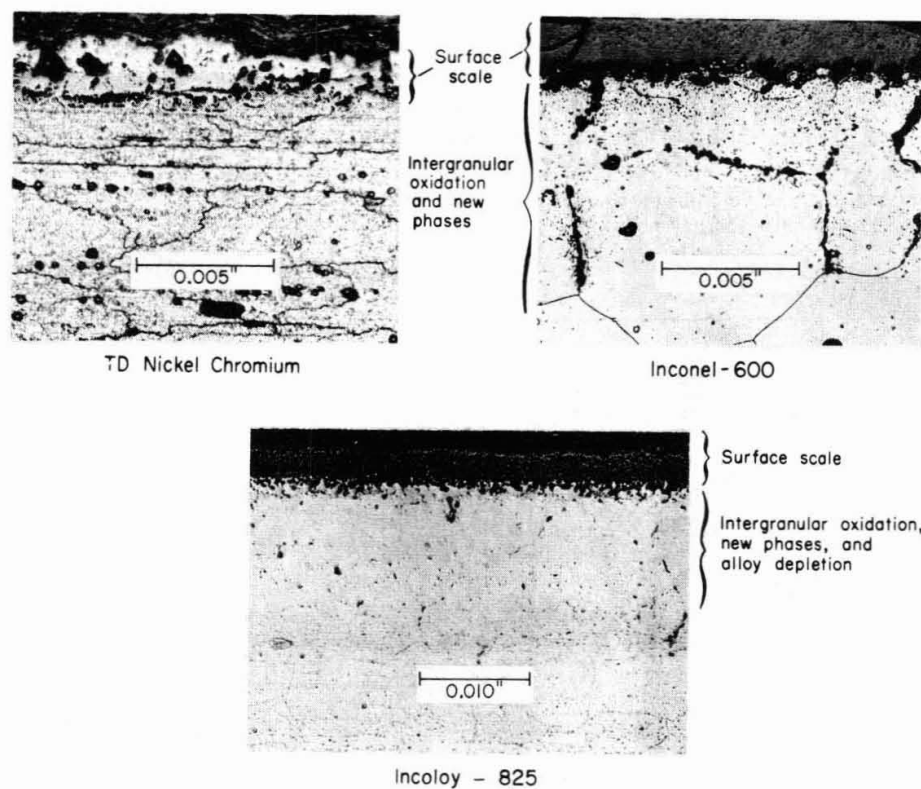 Surface
scale
Intergranular
oxidation
and new
phases
0.005"
0.005"
TD Nickel Chromium
Inconel-600
Surface scale
Intergranular oxidation,
new phases, and
alloy depletion
0.010"
Incoloy - 825